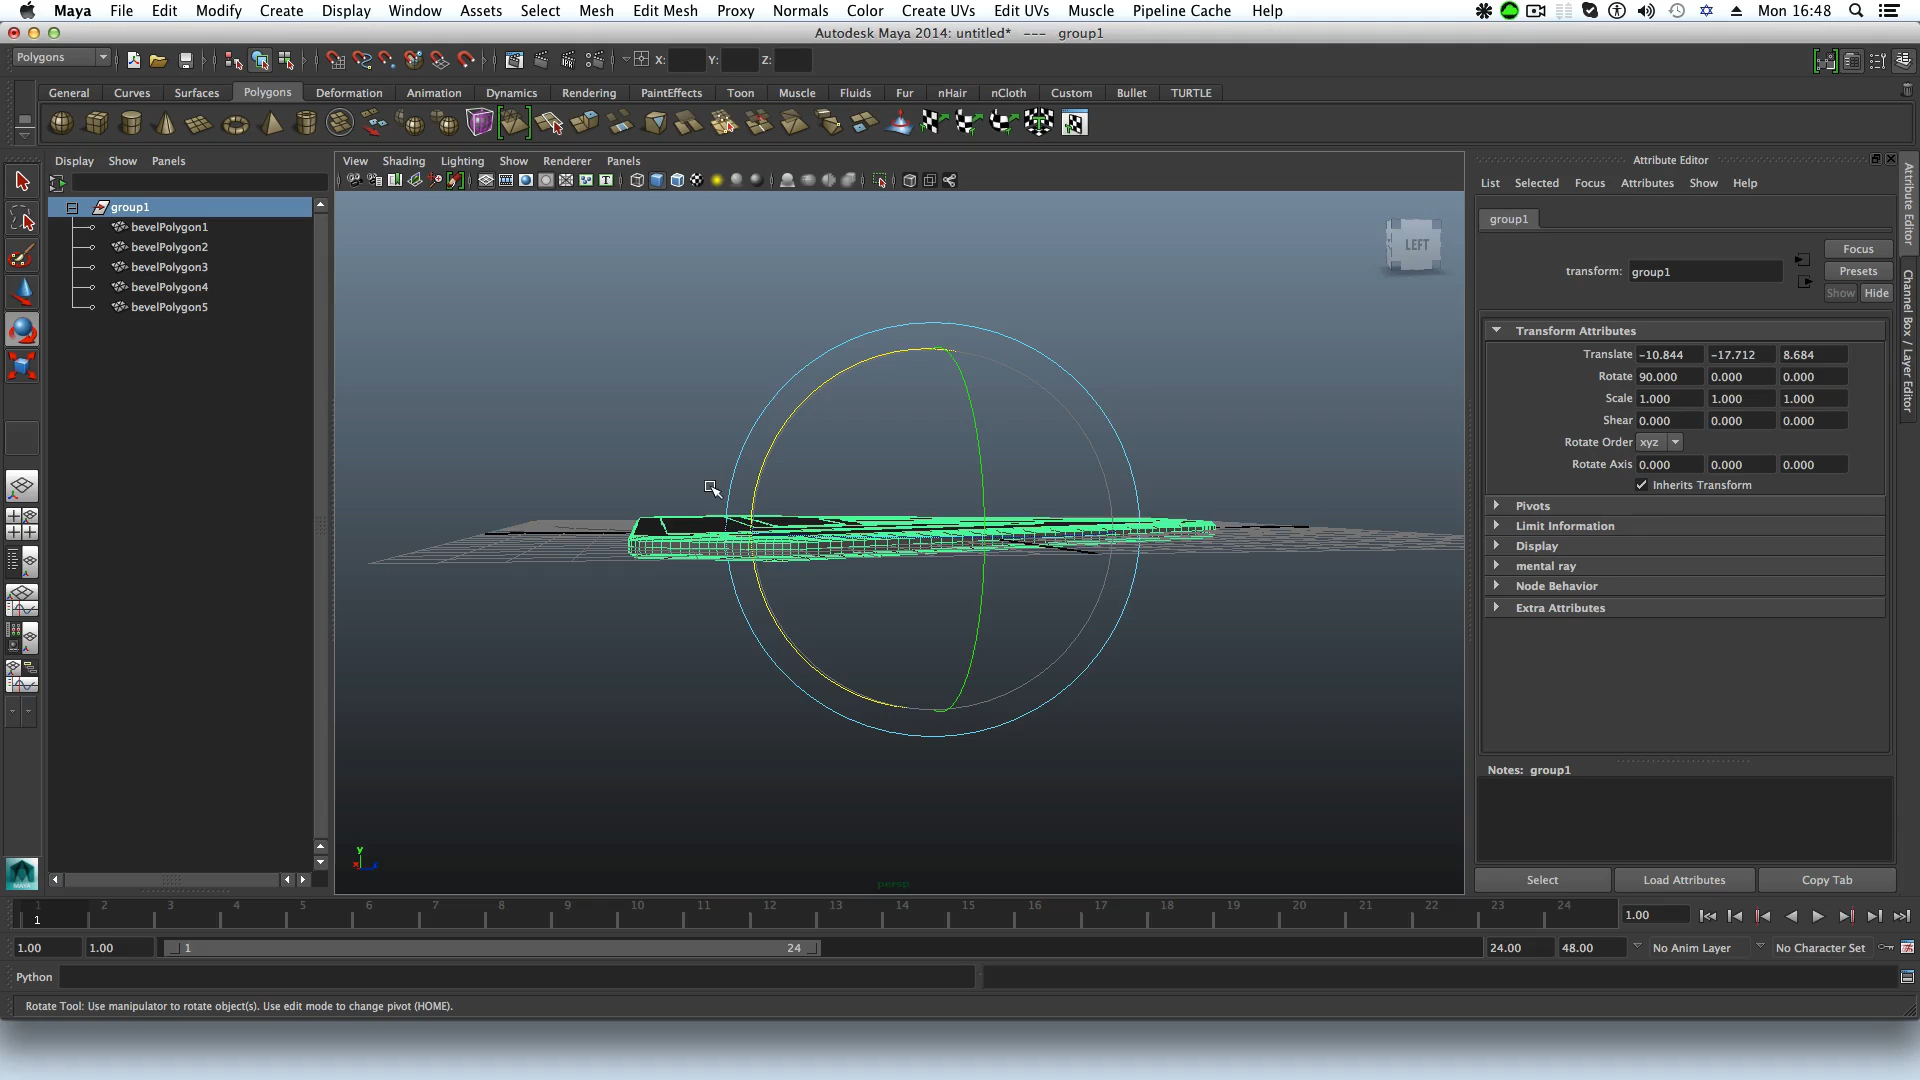 Maya File Edit Modify Create Display Window Assets Select Mesh Edit Mesh Proxy Normals Color Create UVs Edit UVs Muscle Pipeline Cache Help Mon 16:48
Autodesk Maya 2014: untitled* --- group1
Polygons X: Y: Z:
General Curves Surfaces Polygons Deformation Animation Dynamics Rendering PaintEffects Toon Muscle Fluids Fur nHair nCloth Custom Bullet TURTLE
Display Show Panels
View Shading Lighting Show Renderer Panels
Attribute Editor
List Selected Focus Attributes Show Help
group1
bevelPolygon1
bevelPolygon2
bevelPolygon3
bevelPolygon4
bevelPolygon5
LEFT
y
x
persp
group1
Focus
transform: group1 Presets
Show Hide
Transform Attributes
Translate -10.844 -17.712 8.684
Rotate 90.000 0.000 0.000
Scale 1.000 1.000 1.000
Shear 0.000 0.000 0.000
Rotate Order xyz
Rotate Axis 0.000 0.000 0.000
Inherits Transform
Pivots
Limit Information
Display
mental ray
Node Behavior
Extra Attributes
Notes: group1
Select Load Attributes Copy Tab
Attribute Editor
Channel Box / Layer Editor
MAYA
1 2 3 4 5 6 7 8 9 10 11 12 13 14 15 16 17 18 19 20 21 22 23 24
1 1.00
1.00 1.00 1 24 24.00 48.00 No Anim Layer No Character Set
Python
Rotate Tool: Use manipulator to rotate object(s). Use edit mode to change pivot (HOME).